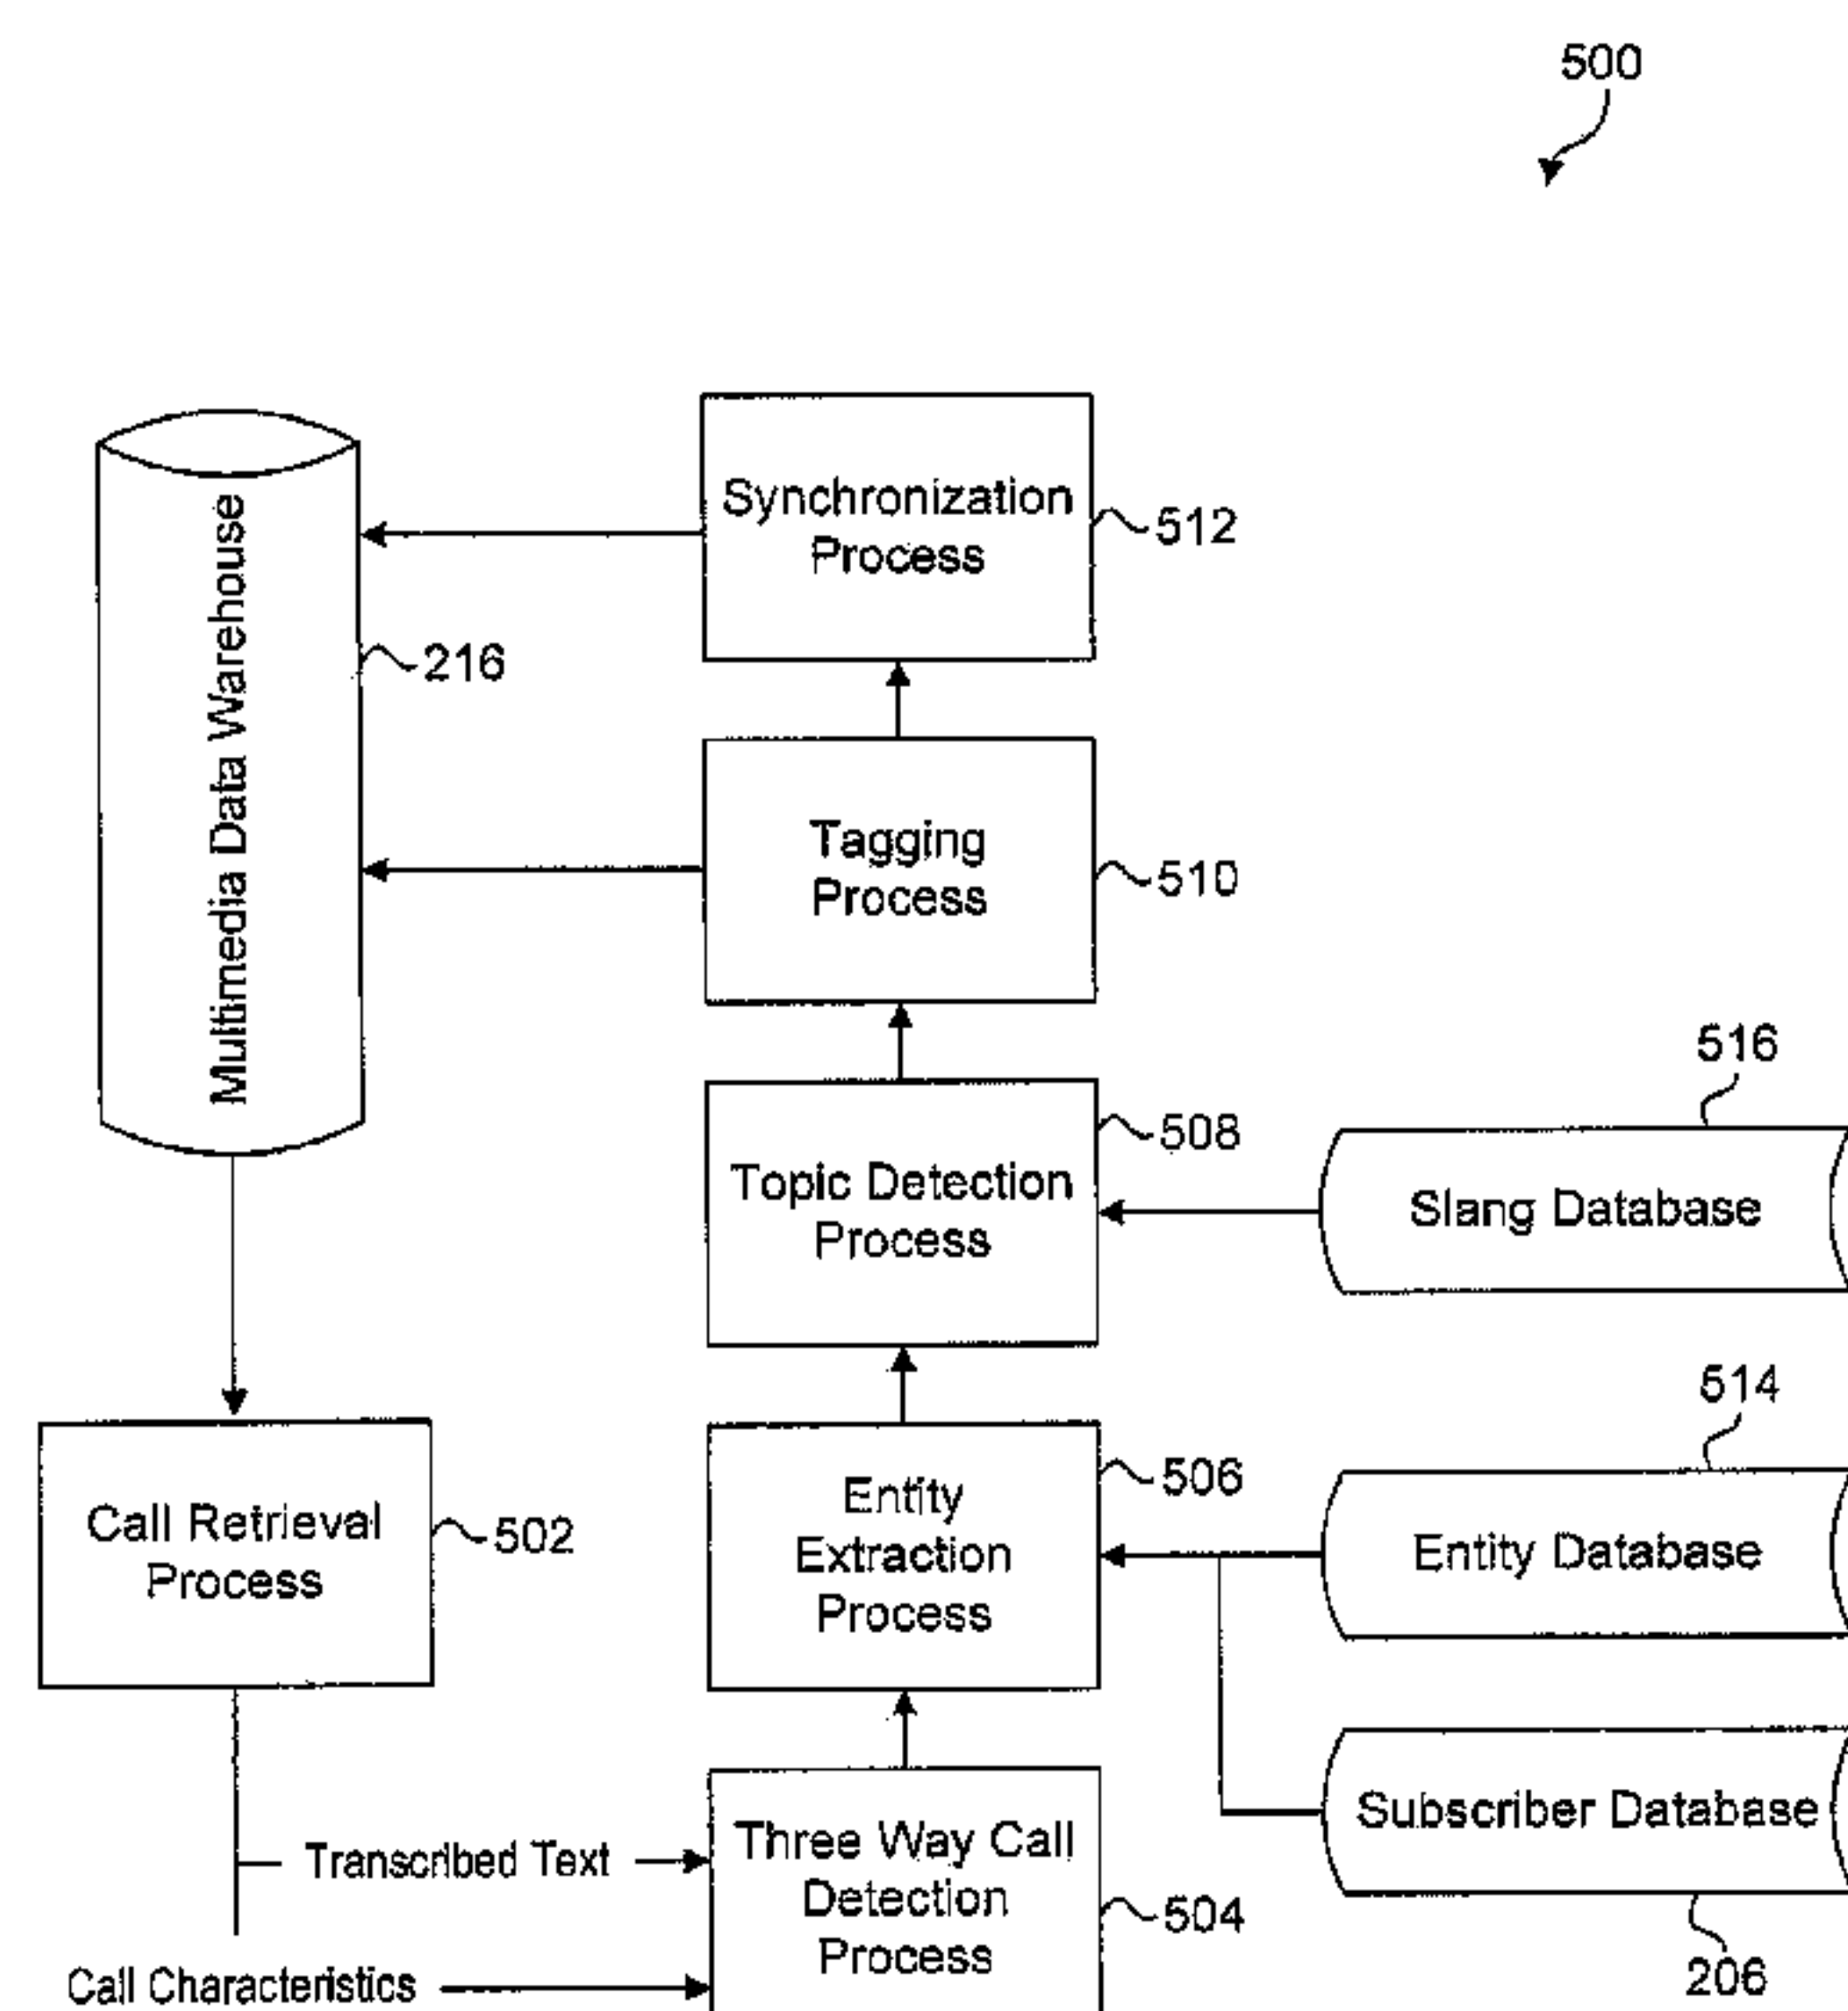 500
Synchronization
Process
512
Multimedia Data Warehouse
216
Tagging
Process
510
516
Topic Detection
Process
508
Slang Database
514
Call Retrieval
Process
502
Entity
Extraction
Process
506
Entity Database
Subscriber Database
Transcribed Text
Three Way Call
Detection
Process
504
206
Call Characteristics